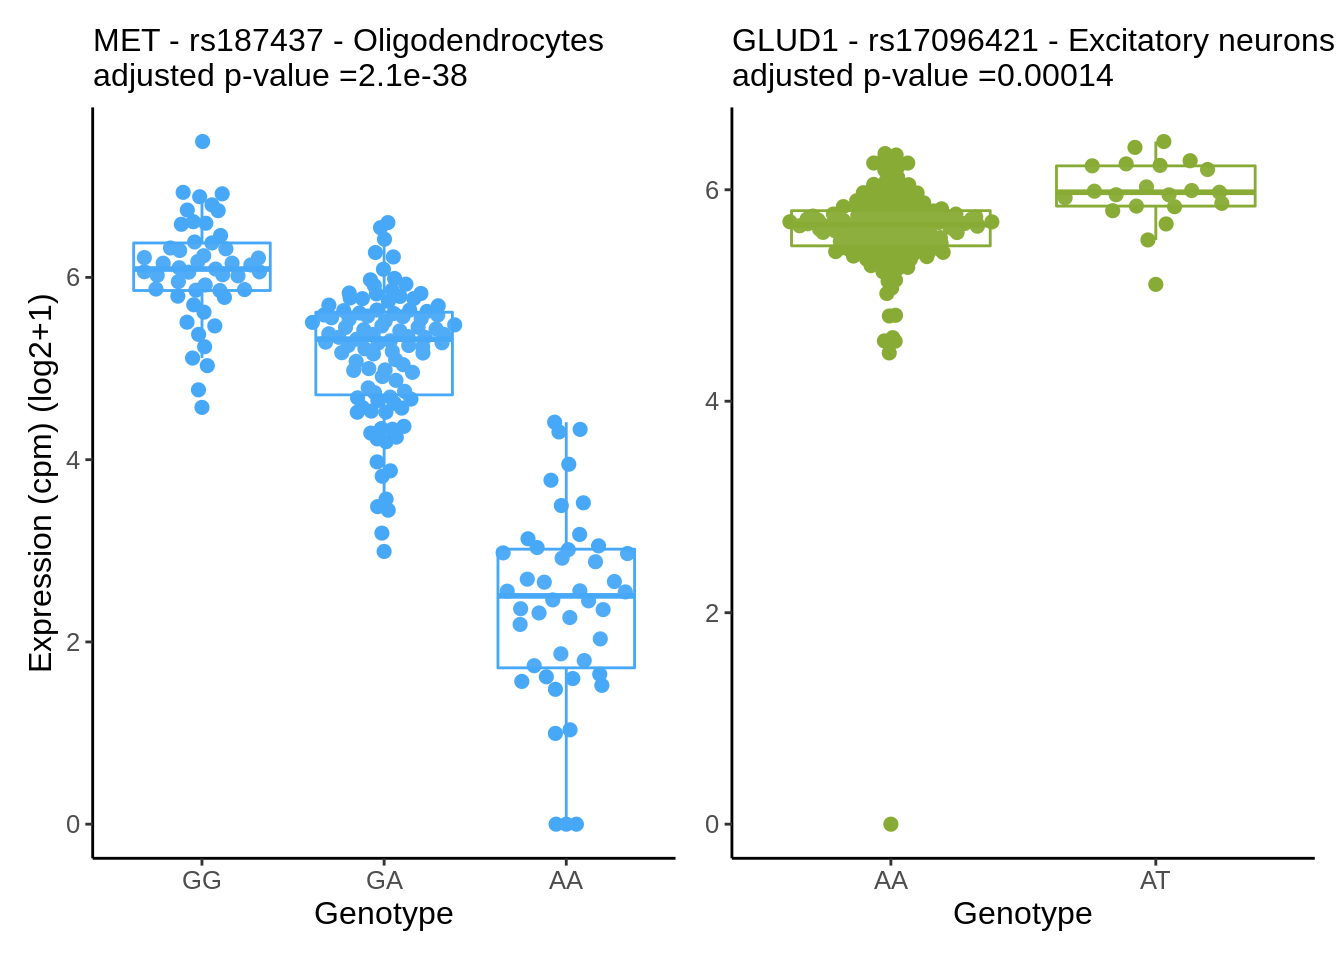 MET - rs187437 - Oligodendrocytes
adjusted p-value =2.1e-38
Expression (cpm) (log2+1)
6
4
2
0
GG GA AA
Genotype
GLUD1 - rs17096421 - Excitatory neurons
adjusted p-value =0.00014
6
4
2
0
AA AT
Genotype